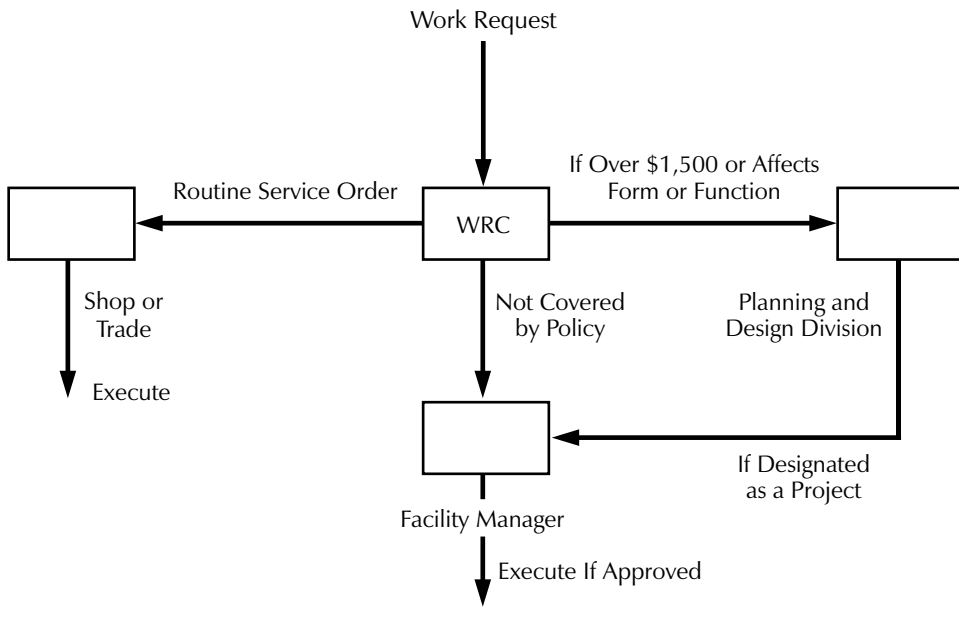 Work Request
If Over $1,500 or Affects
Form or Function
Routine Service Order
WRC
Shop or
Trade
Not Covered
by Policy
Planning and
Design Division
Execute
If Designated
as a Project
Facility Manager
Execute If Approved